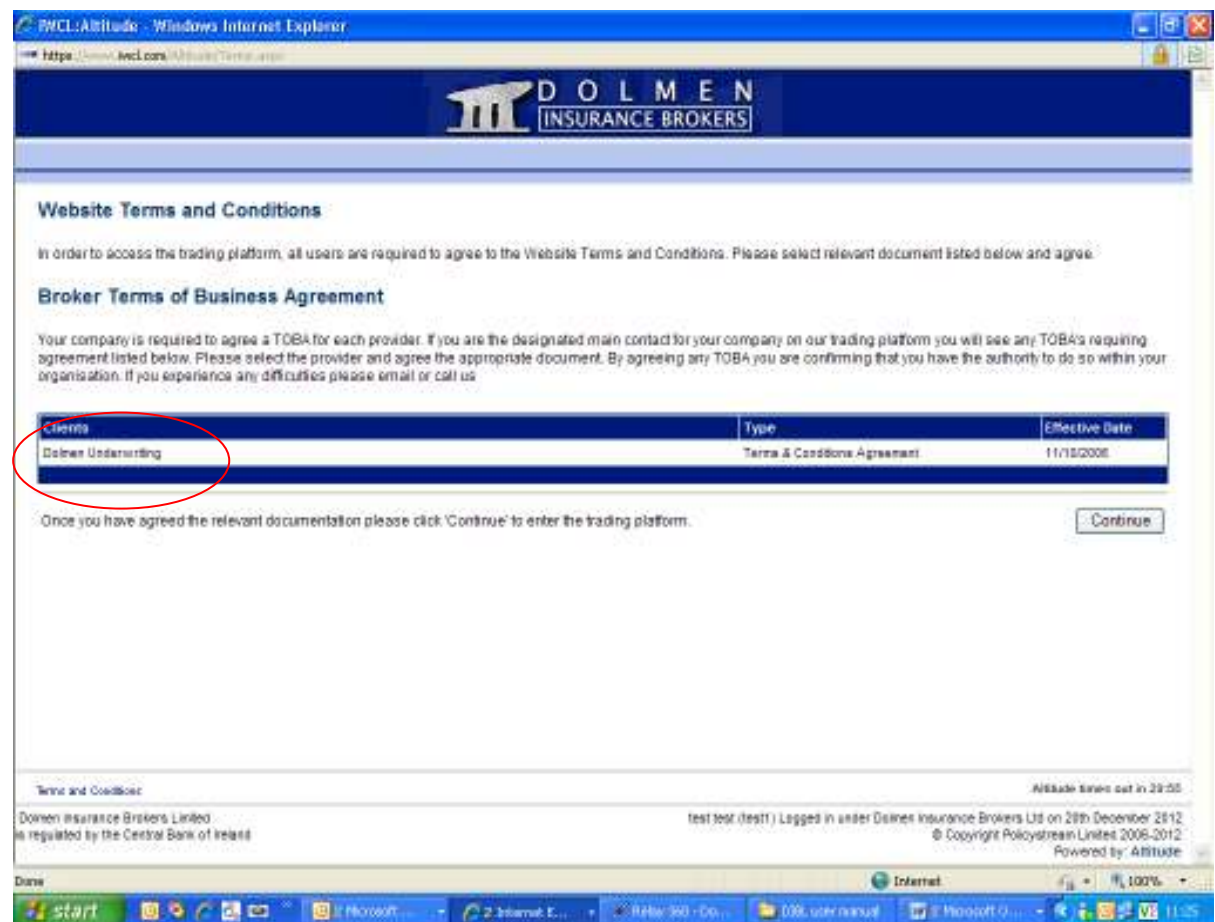 IWCL:Altitude - Windows Internet Explorer
DOLMEN
INSURANCE BROKERS
Website Terms and Conditions
In order to access the trading platform, all users are required to agree to the Website Terms and Conditions. Please select relevant document listed below and agree.
Broker Terms of Business Agreement
Your company is required to agree a TOBA for each provider. If you are the designated main contact for your company on our trading platform you will see any TOBA's requiring
agreement listed below. Please select the provider and agree the appropriate document. By agreeing any TOBA you are confirming that you have the authority to do so within your
organisation. If you experience any difficulties please email or call us
Clients Type Effective Date
Dolmen Underwriting Terms & Conditions Agreement
Once you have agreed the relevant documentation please click 'Continue' to enter the trading platform. Continue
Terms and Conditions Altitude times out in
Dolmen Insurance Brokers Limited test test (test1) Logged in under Dolmen Insurance Brokers Ltd on 20th December 2012
is regulated by the Central Bank of Ireland © Copyright Policystream Limited 2006-2012
Powered by: Altitude
Done Internet 100%
start Microsoft... 2 Internet E... DIBL user manual 11:25